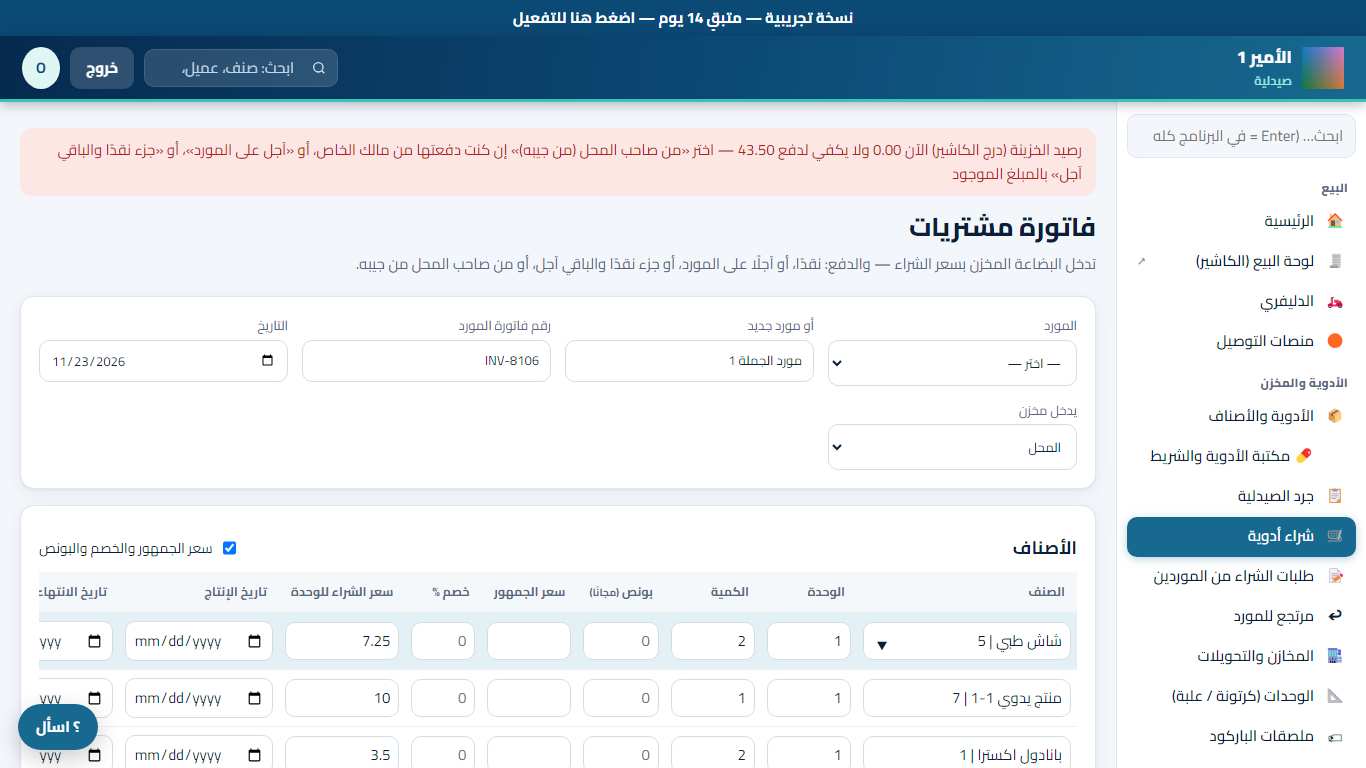 نسخة تجريبية — متبقٍ 14 يوم — اضغط هنا للتفعيل
الأمير 1
صيدلية
ابحث: صنف، عميل،
خروج
O
ابحث... (Enter = في البرنامج كله
البيع
🏠 الرئيسية
لوحة البيع (الكاشير) ↗
الدليفري
منصات التوصيل
الأدوية والمخزن
الأدوية والأصناف
مكتبة الأدوية والشريط
جرد الصيدلية
شراء أدوية
طلبات الشراء من الموردين
مرتجع للمورد
المخازن والتحويلات
الوحدات (كرتونة / علبة)
ملصقات الباركود
رصيد الخزينة (درج الكاشير) الآن 0.00 ولا يكفي لدفع 43.50 — اختر «من صاحب المحل (من جيبه)» إن كنت دفعتها من مالك الخاص، أو «آجل على المورد»، أو «جزء نقدًا والباقي
آجل» بالمبلغ الموجود
فاتورة مشتريات
تدخل البضاعة المخزن بسعر الشراء — والدفع: نقدًا، أو آجلًا على المورد، أو جزء نقدًا والباقي آجل، أو من صاحب المحل من جيبه.
المورد أو مورد جديد رقم فاتورة المورد التاريخ
— اختر — مورد الجملة 1 INV-8106 11/23/2026
يدخل مخزن
المحل
الأصناف
سعر الجمهور والخصم والبونص
الصنف الوحدة الكمية بونص (مجانًا) سعر الجمهور خصم % سعر الشراء للوحدة تاريخ الإنتاج تاريخ الانتهاء
شاش طبي | 5 1 2 0 0 7.25 mm/dd/yyyy yyy
منتج يدوي 1-1 | 7 1 1 0 0 10 mm/dd/yyyy yyy
بانادول اكسترا | 1 1 2 0 0 3.5 mm/dd/yyyy yyy
؟ اسأل